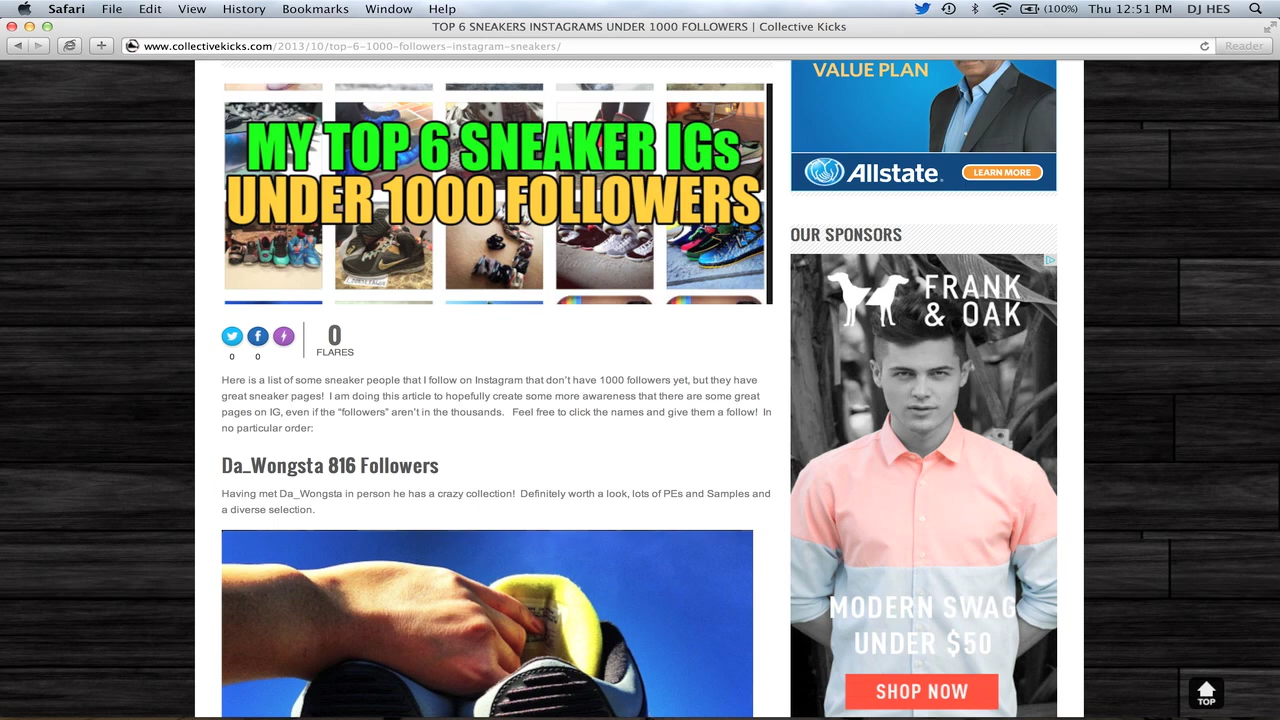 Safari File Edit View History Bookmarks Window Help (100%) Thu 12:51 PM DJ HES
TOP 6 SNEAKERS INSTAGRAMS UNDER 1000 FOLLOWERS | Collective Kicks
www.collectivekicks.com/2013/10/top-6-1000-followers-instagram-sneakers/ Reader
MY TOP 6 SNEAKER IGs
UNDER 1000 FOLLOWERS
0
FLARES
0 0
Here is a list of some sneaker people that I follow on Instagram that don't have 1000 followers yet, but they have
great sneaker pages! I am doing this article to hopefully create some more awareness that there are some great
pages on IG, even if the “followers” aren't in the thousands. Feel free to click the names and give them a follow! In
no particular order:
Da_Wongsta 816 Followers
Having met Da_Wongsta in person he has a crazy collection! Definitely worth a look, lots of PEs and Samples and
a diverse selection.
VALUE PLAN
Allstate.
LEARN MORE
OUR SPONSORS
FRANK
& OAK
MODERN SWAG
UNDER $50
SHOP NOW
TOP